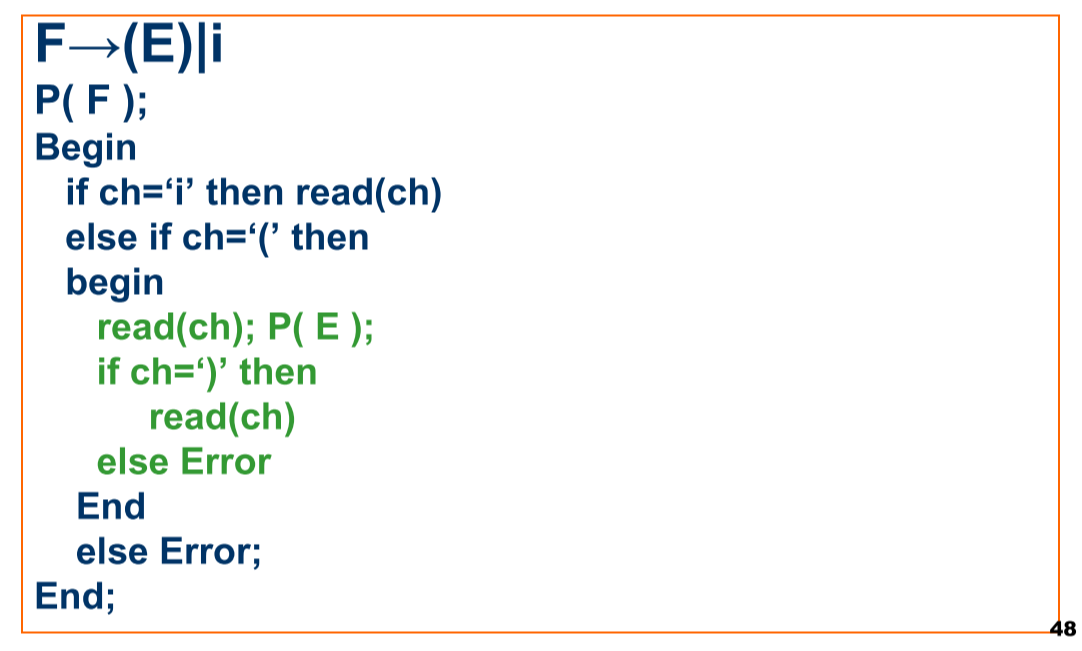 F→(E)|i
P( F );
Begin
if ch=‘i’ then read(ch)
else if ch=‘(’ then
begin
read(ch); P( E );
if ch=‘)’ then
read(ch)
else Error
End
else Error;
End;
48